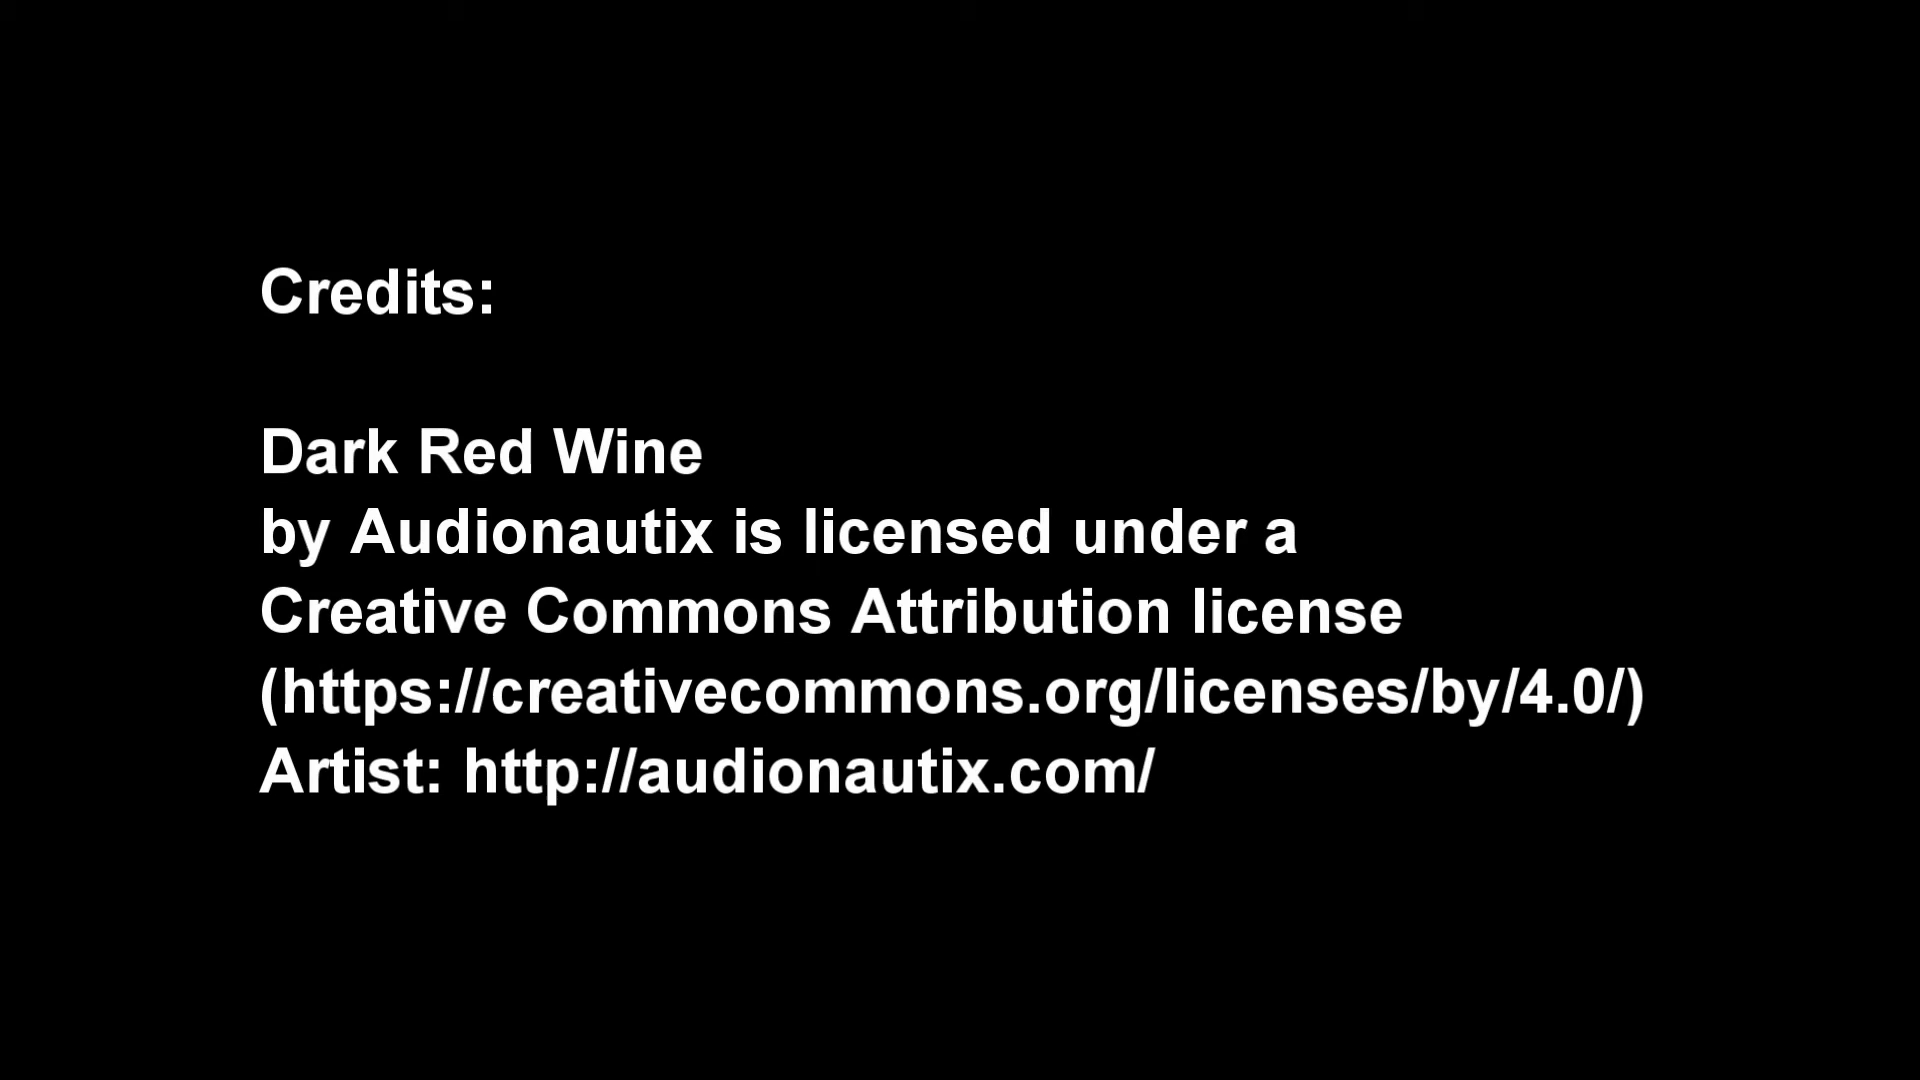 Credits:
Dark Red Wine
by Audionautix is licensed under a
Creative Commons Attribution license
(https://creativecommons.org/licenses/by/4.0/)
Artist: http://audionautix.com/